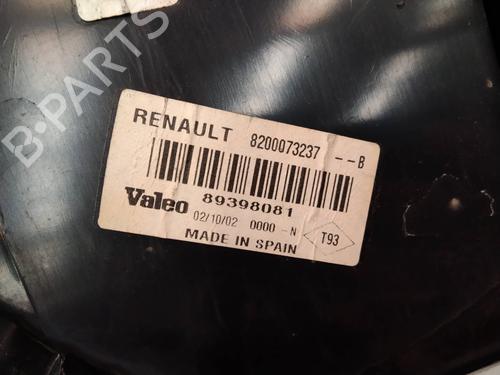 B-PARTS
RENAULT 8200073237 --B
89398081
Valeo 02/10/02 0000 -N T93
MADE IN SPAIN